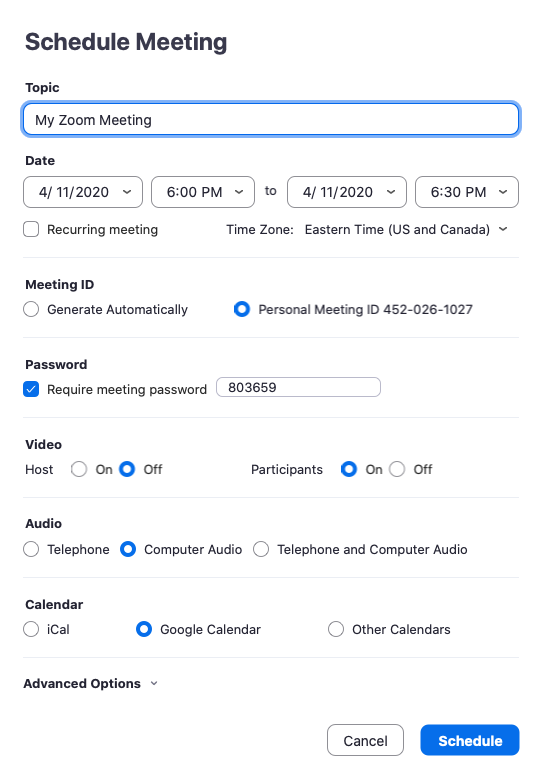 Schedule Meeting
Topic
My Zoom Meeting
Date
4/ 11/2020 6:00 PM to 4/ 11/2020 6:30 PM
Recurring meeting Time Zone: Eastern Time (US and Canada)
Meeting ID
Generate Automatically Personal Meeting ID 452-026-1027
Password
Require meeting password 803659
Video
Host On Off Participants On Off
Audio
Telephone Computer Audio Telephone and Computer Audio
Calendar
iCal Google Calendar Other Calendars
Advanced Options
Cancel Schedule